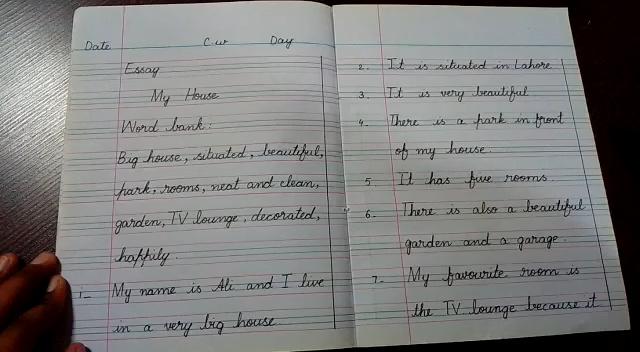 Date C.W Day
Essay
My House
Word bank:
Big house, situated, beautiful,
park, rooms, neat and clean,
garden, TV lounge, decorated,
happily.
1_ My name is Ali and I live
in a very big house.
2. It is situated in Lahore
3. It is very beautiful
4. There is a park in front
of my house.
5. It has five rooms.
6. There is also a beautiful
garden and a garage.
7. My favourite room is
the TV lounge because it